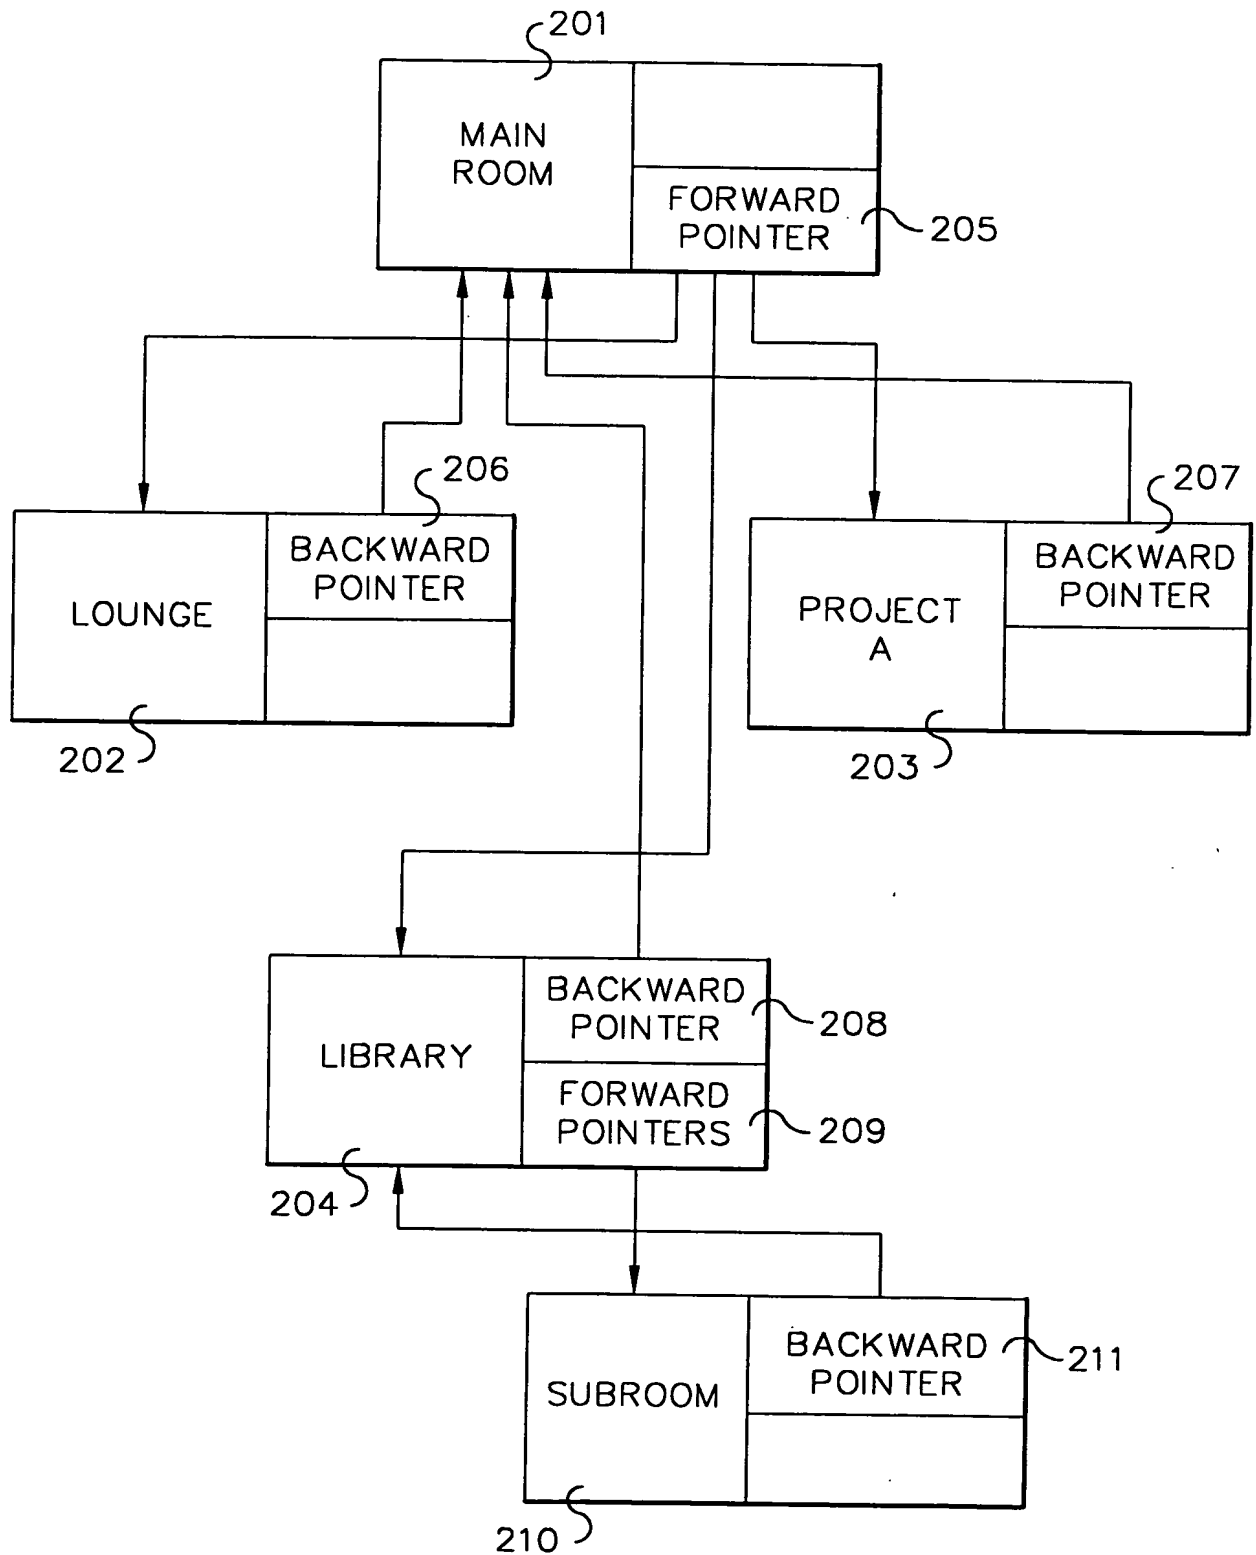 201
MAIN
ROOM
FORWARD
POINTER
205
206
207
LOUNGE
BACKWARD
POINTER
PROJECT
A
BACKWARD
POINTER
202
203
LIBRARY
BACKWARD
POINTER
208
FORWARD
POINTERS
209
204
SUBROOM
BACKWARD
POINTER
211
210